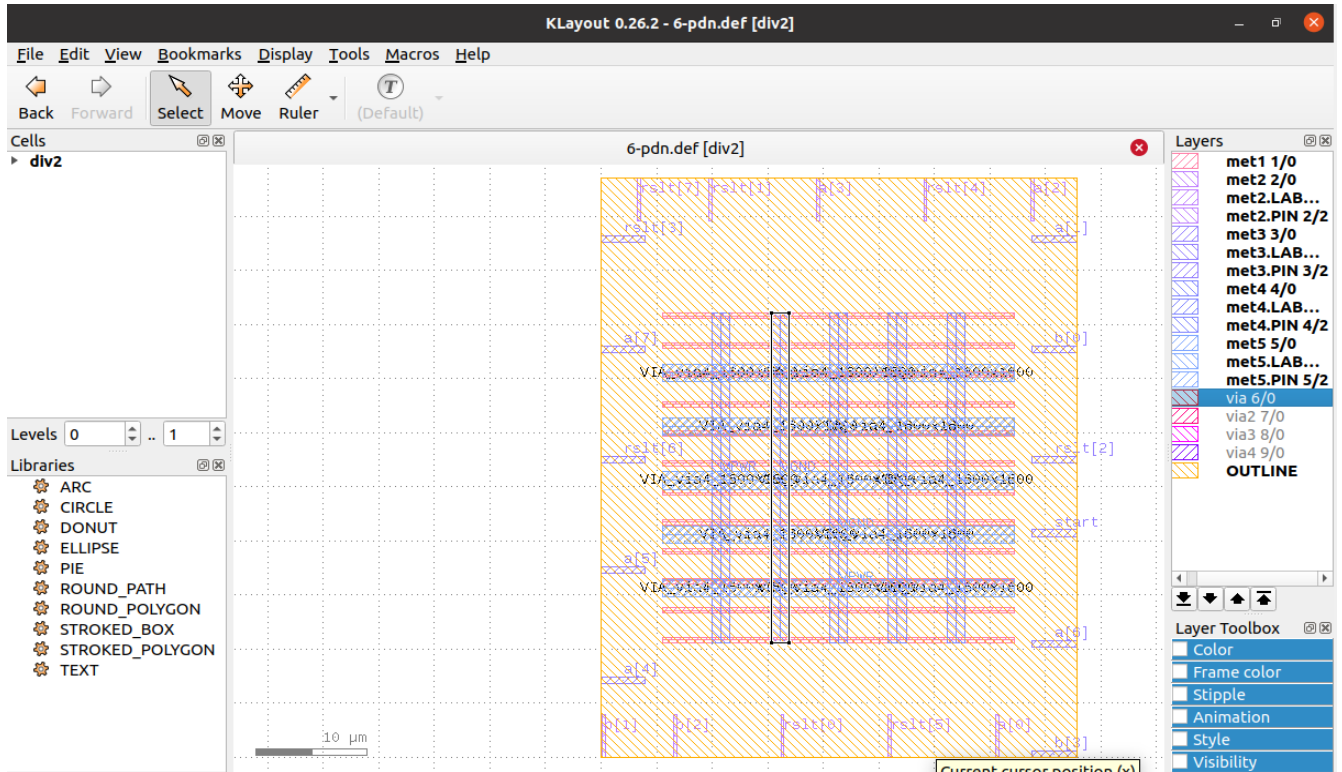 KLayout 0.26.2 - 6-pdn.def [div2]
File Edit View Bookmarks Display Tools Macros Help
Back Forward Select Move Ruler (Default)
Cells
div2
Levels 0 .. 1
Libraries
ARC
CIRCLE
DONUT
ELLIPSE
PIE
ROUND_PATH
ROUND_POLYGON
STROKED_BOX
STROKED_POLYGON
TEXT
6-pdn.def [div2]
rslt[7] rslt[1] a[3] rslt[4] a[2]
rslt[3] a[1]
a[7] b[0]
rslt[6] rslt[2]
VPWR VGND
start
a[5]
a[6]
a[4]
b[1] b[2] rslt[0] rslt[5] a[0]
b[3]
10 μm
Current cursor position (x)
Layers
met1 1/0
met2 2/0
met2.LAB...
met2.PIN 2/2
met3 3/0
met3.LAB...
met3.PIN 3/2
met4 4/0
met4.LAB...
met4.PIN 4/2
met5 5/0
met5.LAB...
met5.PIN 5/2
via 6/0
via2 7/0
via3 8/0
via4 9/0
OUTLINE
Layer Toolbox
Color
Frame color
Stipple
Animation
Style
Visibility